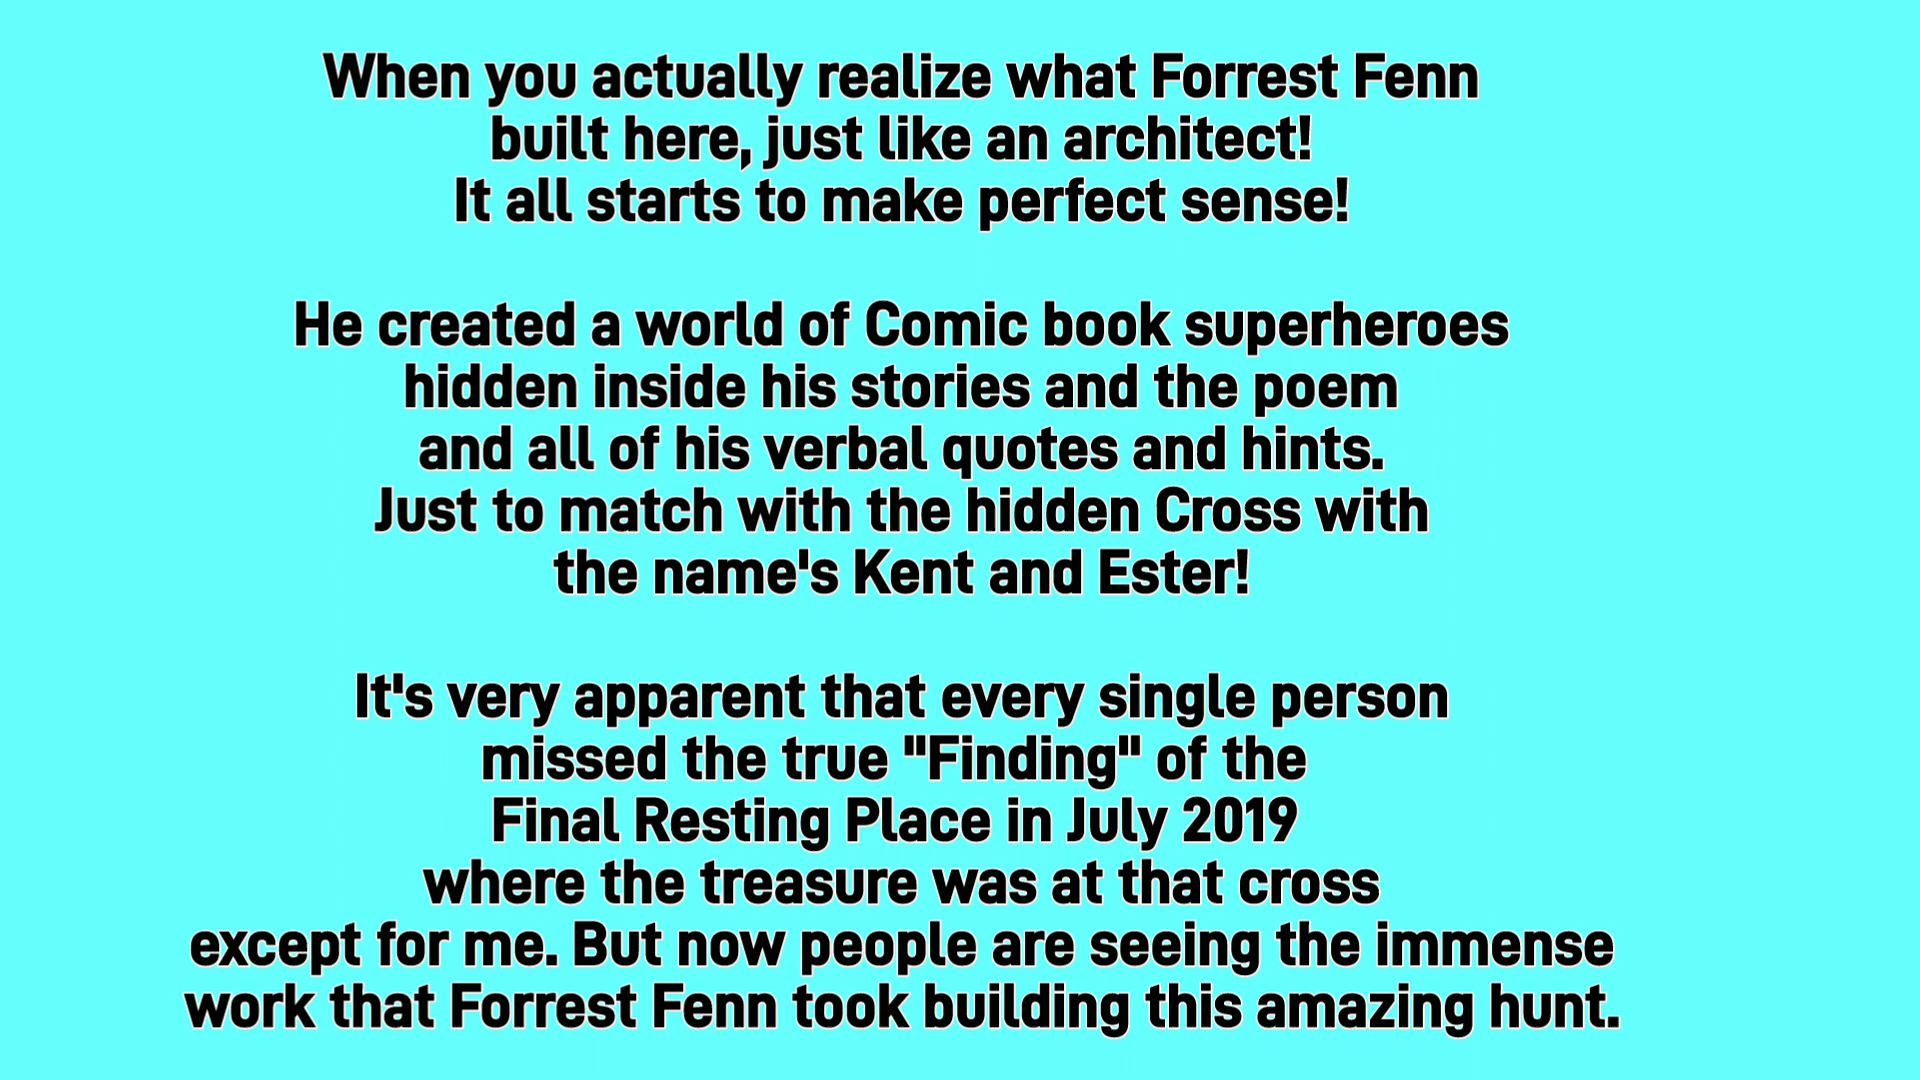 When you actually realize what Forrest Fenn
built here, just like an architect!
It all starts to make perfect sense!
He created a world of Comic book superheroes
hidden inside his stories and the poem
and all of his verbal quotes and hints.
Just to match with the hidden Cross with
the name's Kent and Ester!
It's very apparent that every single person
missed the true "Finding" of the
Final Resting Place in July 2019
where the treasure was at that cross
except for me. But now people are seeing the immense
work that Forrest Fenn took building this amazing hunt.